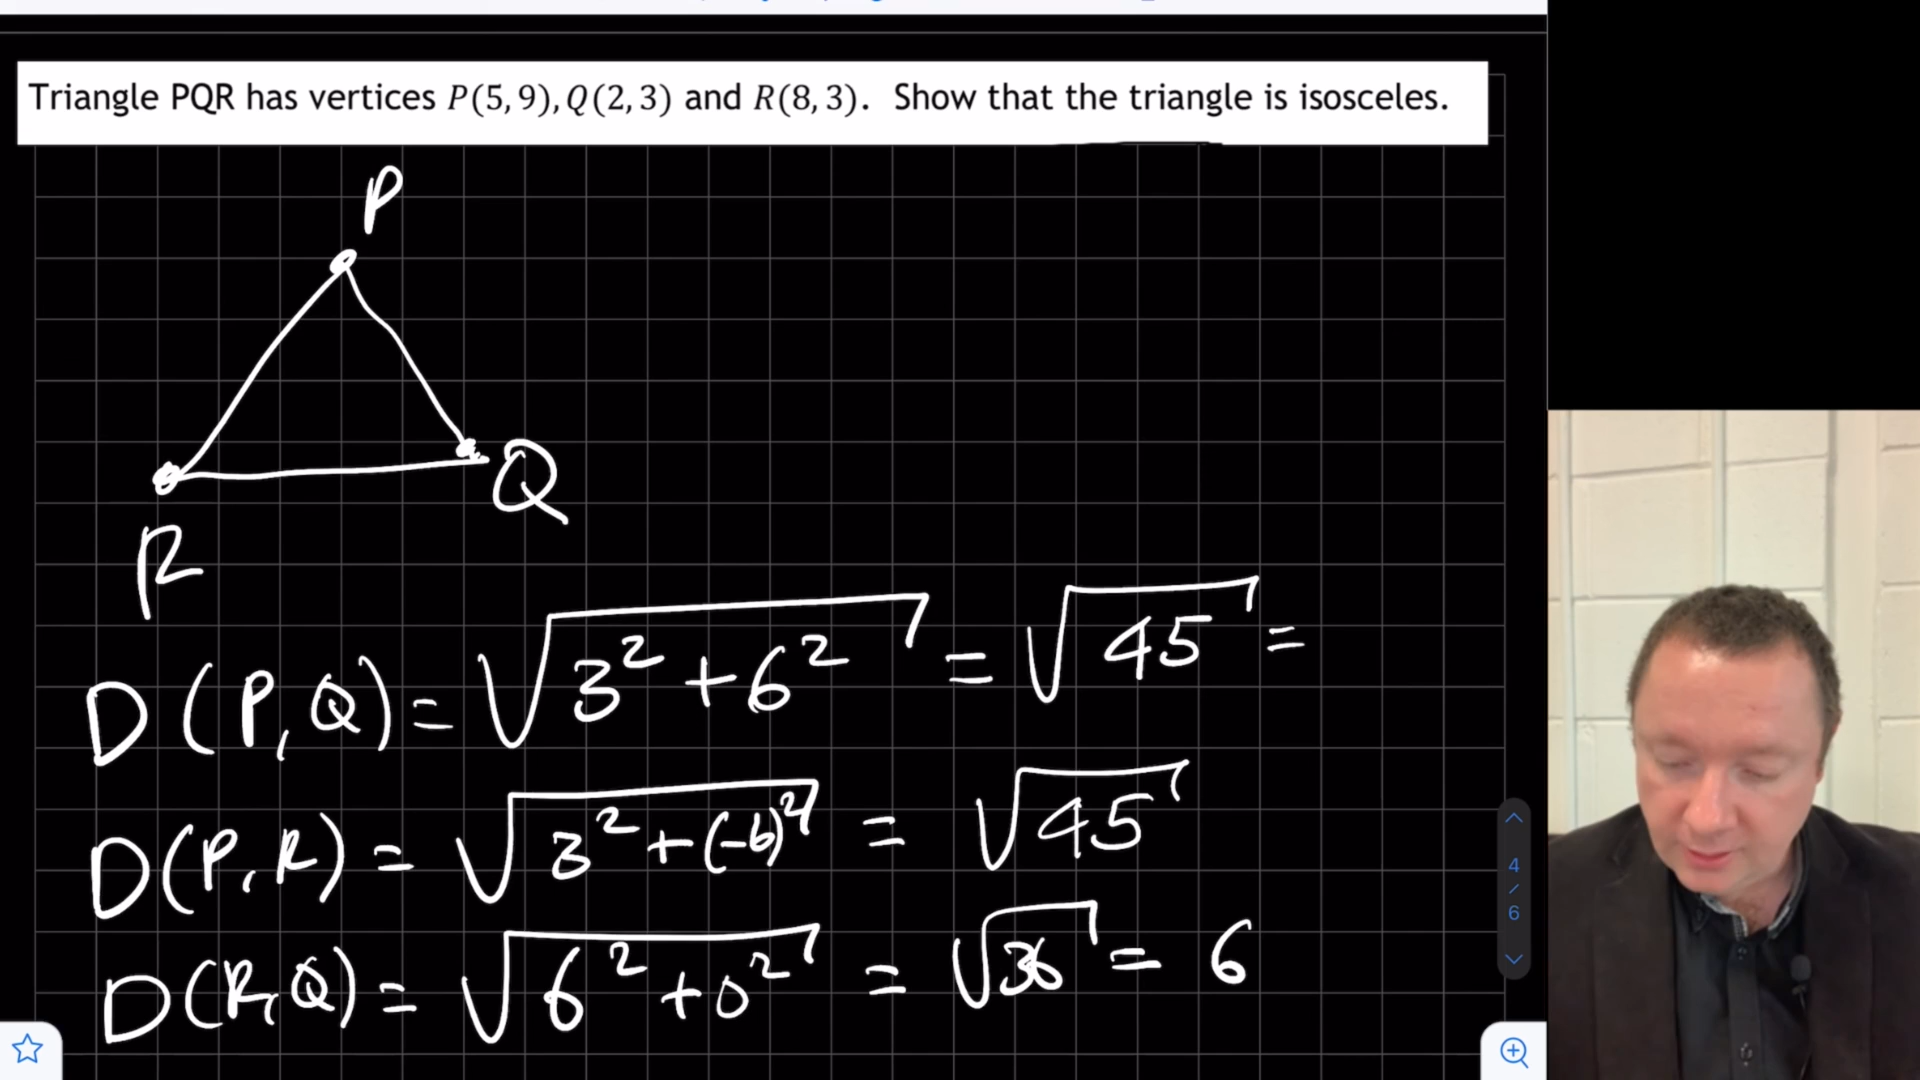 Triangle PQR has vertices P(5, 9), Q(2, 3) and R(8, 3). Show that the triangle is isosceles.
P
Q
R
D(P, Q) = √(3² + 6²) = √45 =
D(P, R) = √(3² + (-6)²) = √45
D(R, Q) = √(6² + 0²) = √36 = 6
4
/
6